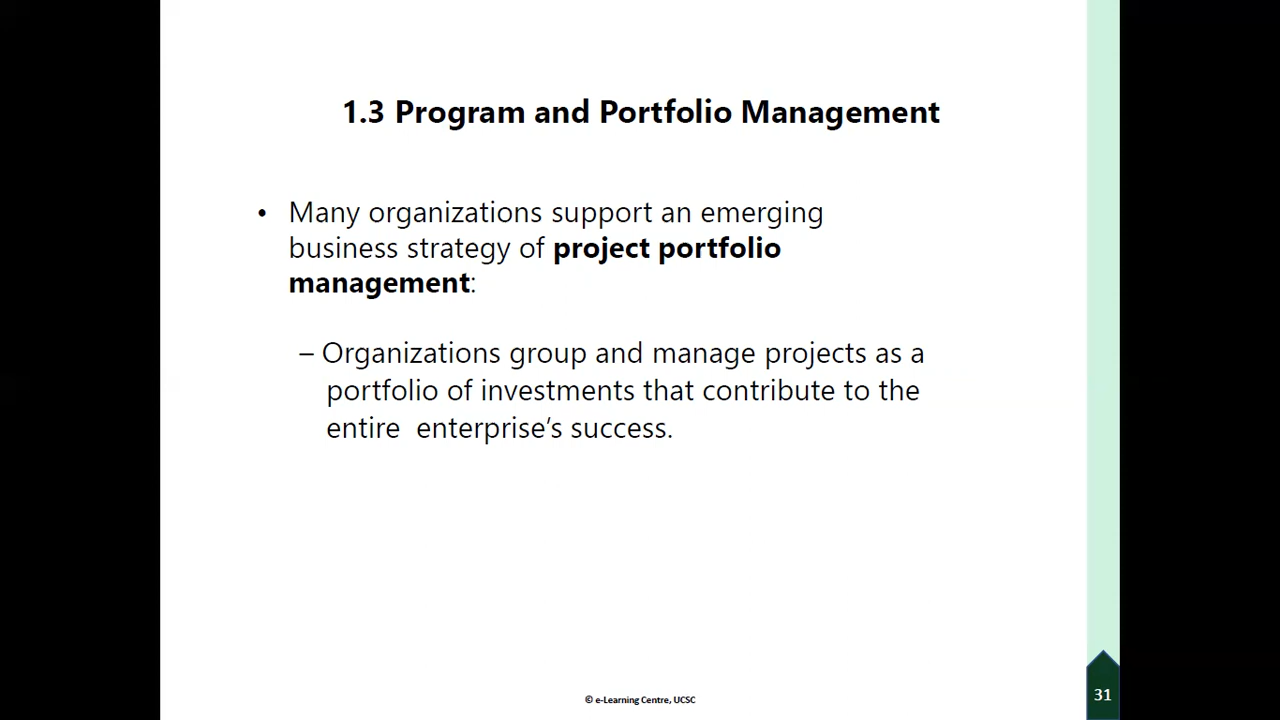 1.3 Program and Portfolio Management
• Many organizations support an emerging
business strategy of project portfolio
management:
– Organizations group and manage projects as a
portfolio of investments that contribute to the
entire  enterprise’s success.
© e-Learning Centre, UCSC
31